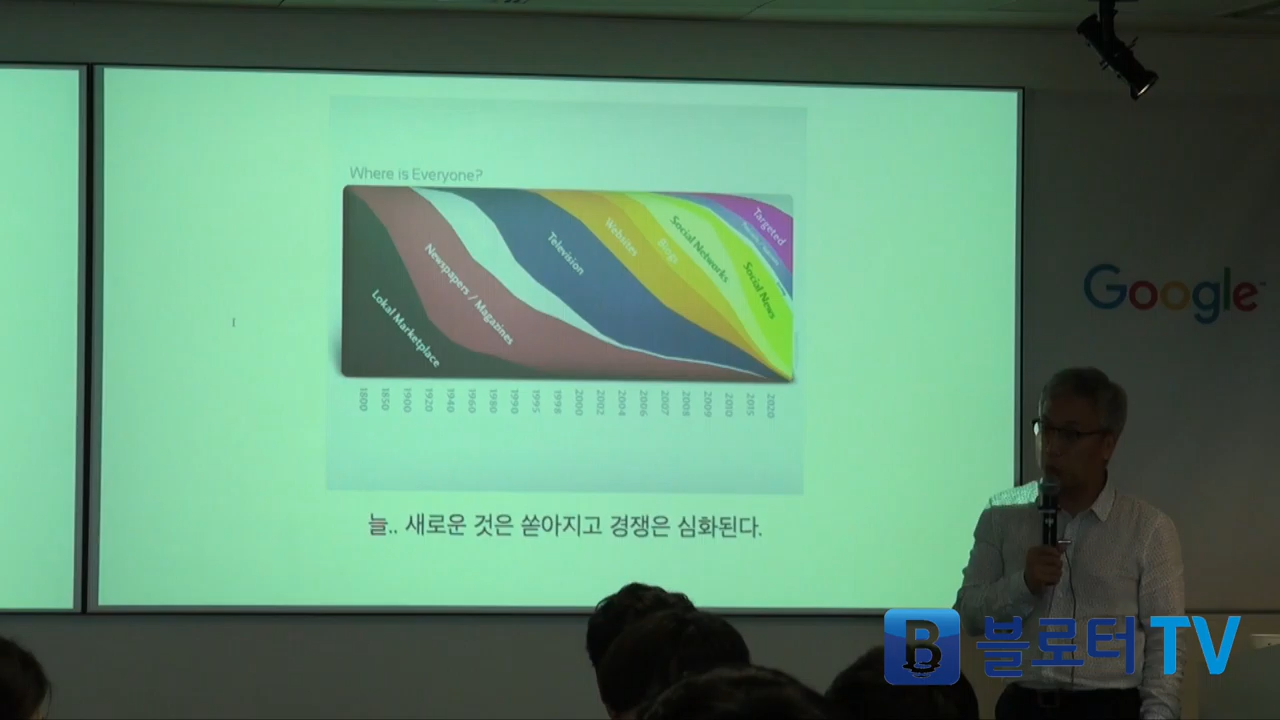 Where is Everyone?
Lokal Marketplace
Newspapers / Magazines
Television
Websites
Blogs
Social Networks
Social News
Targeted
1800
1850
1900
1920
1940
1960
1980
1990
1995
1998
2000
2002
2004
2006
2007
2008
2009
2010
2015
2020
늘.. 새로운 것은 쏟아지고 경쟁은 심화된다.
Google
B 블로터 TV